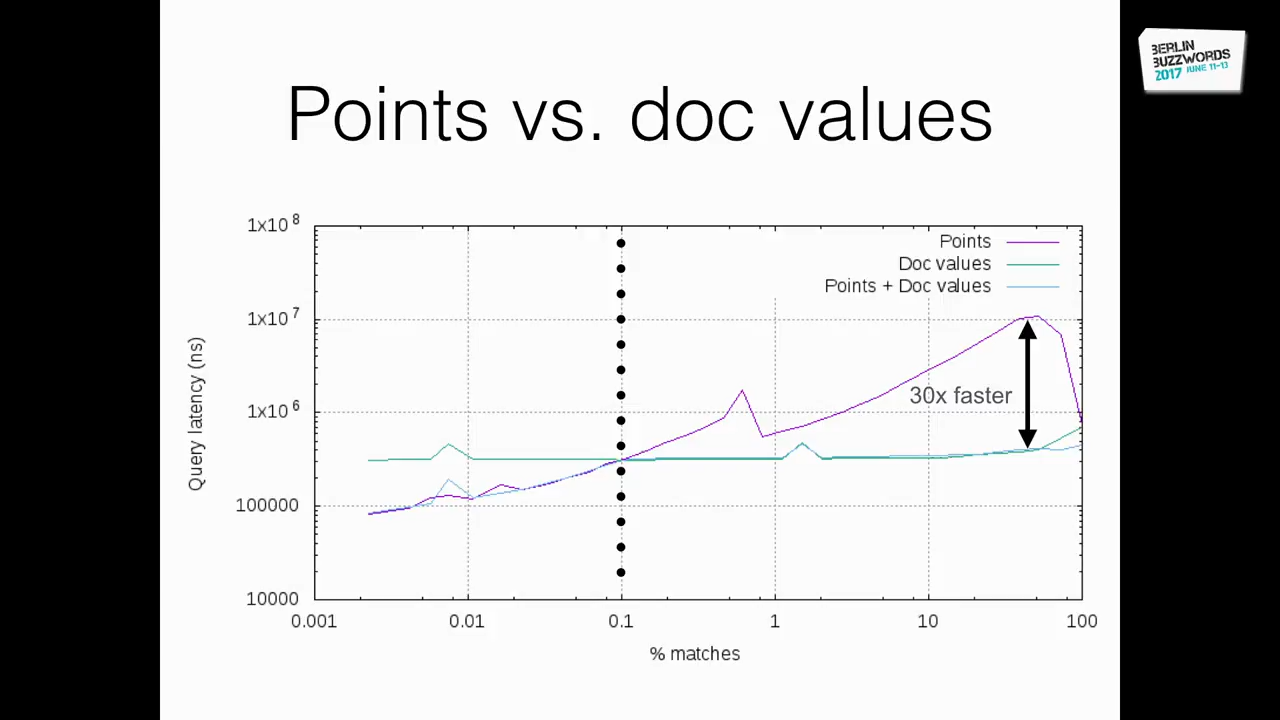 BERLIN
BUZZWORDS
2017 JUNE 11-13
Points vs. doc values
1x10 8
1x10 7
1x10 6
100000
10000
Query latency (ns)
Points
Doc values
Points + Doc values
30x faster
0.001 0.01 0.1 1 10 100
% matches